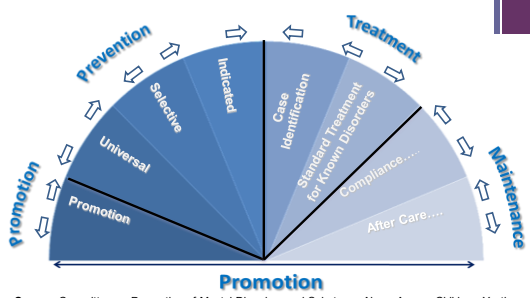 Prevention
Treatment
Promotion
Maintenance
Promotion
Universal
Selective
Indicated
Case
Identification
Standard Treatment
for Known Disorders
Compliance.....
After Care....
Promotion